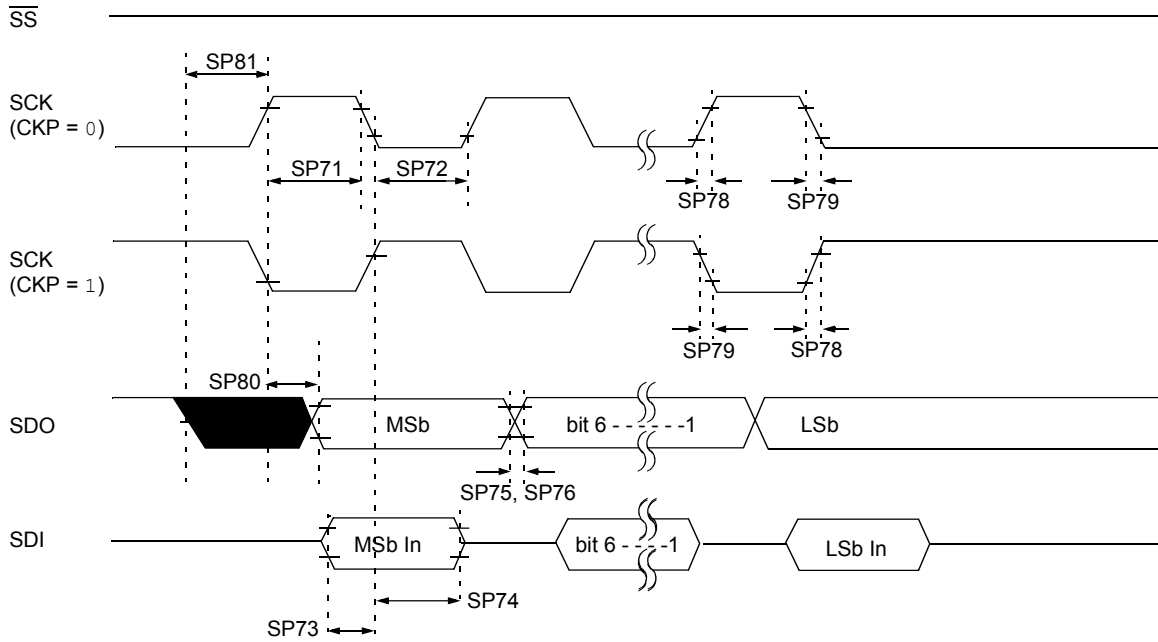 SS
SP81
SCK
(CKP = 0)
SP71
SP72
SP78
SP79
SCK
(CKP = 1)
SP79
SP78
SP80
SDO
MSb
bit 6 - - - - - -1
LSb
SP75, SP76
SDI
MSb In
bit 6 - - - - -1
LSb In
SP74
SP73